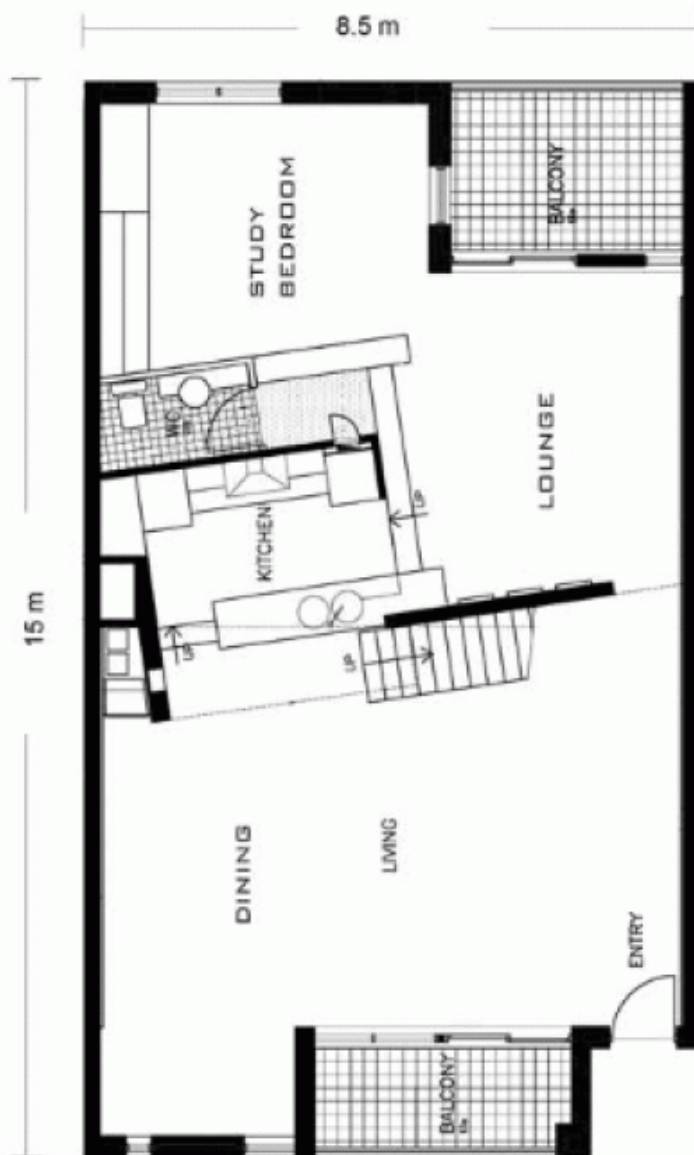 8.5 m
15 m
BALCONY
STUDY
BEDROOM
WC
LOUNGE
UP
KITCHEN
UP
UP
DINING
LIVING
ENTRY
BALCONY